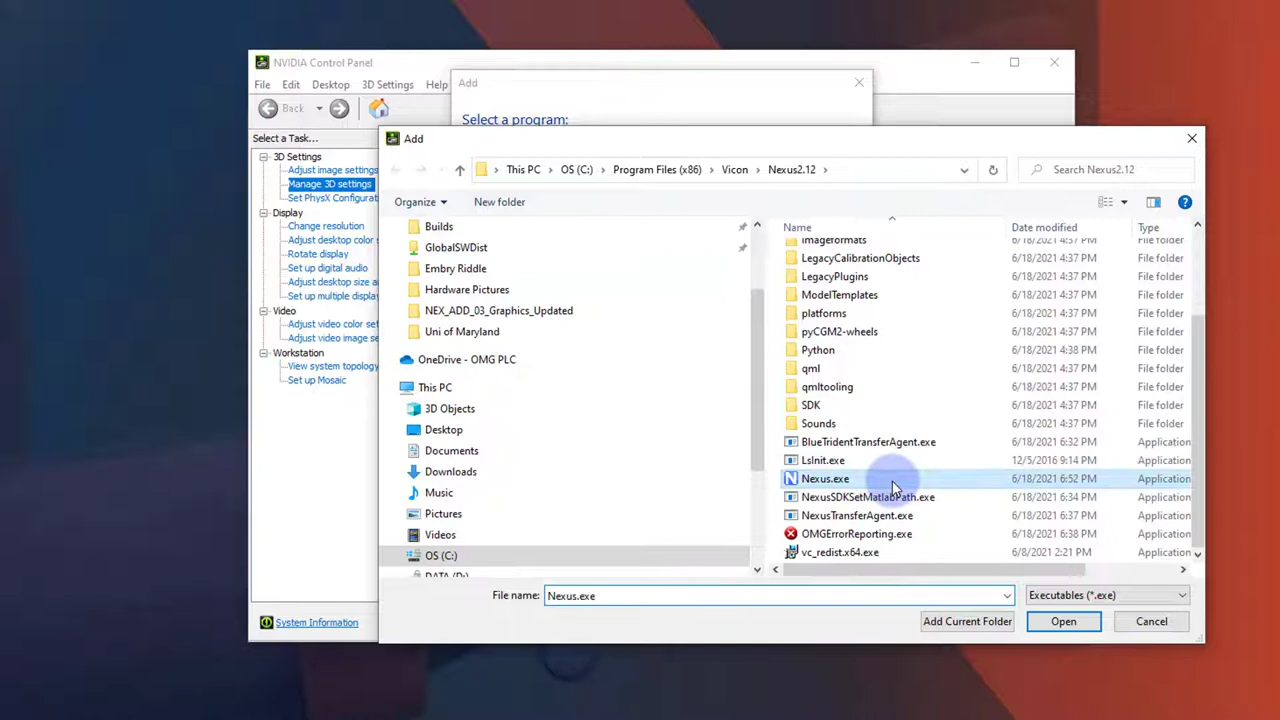 NVIDIA Control Panel
File Edit Desktop 3D Settings Help
Back
Select a Task...
3D Settings
Adjust image settings
Manage 3D settings
Set PhysX Configurat
Display
Change resolution
Adjust desktop color
Rotate display
Set up digital audio
Adjust desktop size a
Set up multiple displa
Video
Adjust video color set
Adjust video image se
Workstation
View system topology
Set up Mosaic
System Information
Add
Select a program:
Add
This PC > OS (C:) > Program Files (x86) > Vicon > Nexus2.12 >
Search Nexus2.12
Organize
New folder
Builds
GlobalSWDist
Embry Riddle
Hardware Pictures
NEX_ADD_03_Graphics_Updated
Uni of Maryland
OneDrive - OMG PLC
This PC
3D Objects
Desktop
Documents
Downloads
Music
Pictures
Videos
OS (C:)
DATA (D:)
Name Date modified Type
imageformats 6/18/2021 4:37 PM File folder
LegacyCalibrationObjects 6/18/2021 4:37 PM File folder
LegacyPlugins 6/18/2021 4:37 PM File folder
ModelTemplates 6/18/2021 4:37 PM File folder
platforms 6/18/2021 4:37 PM File folder
pyCGM2-wheels 6/18/2021 4:37 PM File folder
Python 6/18/2021 4:38 PM File folder
qml 6/18/2021 4:37 PM File folder
qmltooling 6/18/2021 4:37 PM File folder
SDK 6/18/2021 4:37 PM File folder
Sounds 6/18/2021 4:37 PM File folder
BlueTridentTransferAgent.exe 6/18/2021 6:32 PM Application
LsInit.exe 12/5/2016 9:14 PM Application
Nexus.exe 6/18/2021 6:52 PM Application
NexusSDKSetMatlabPath.exe 6/18/2021 6:34 PM Application
NexusTransferAgent.exe 6/18/2021 6:37 PM Application
OMGErrorReporting.exe 6/18/2021 6:38 PM Application
vc_redist.x64.exe 6/8/2021 2:21 PM Application
File name: Nexus.exe
Executables (*.exe)
Add Current Folder
Open
Cancel